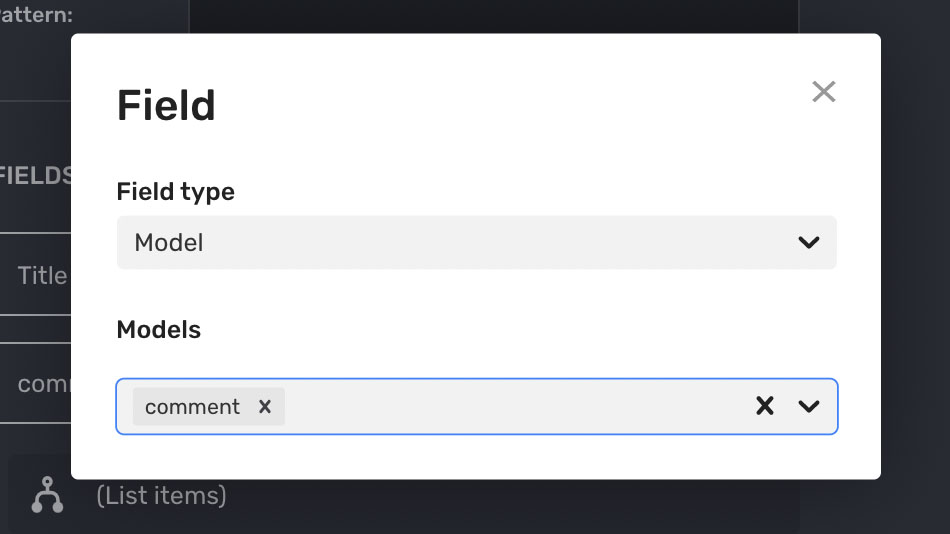 attern:
Field
FIELDS
Field type
Model
Title
Models
comment
(List items)